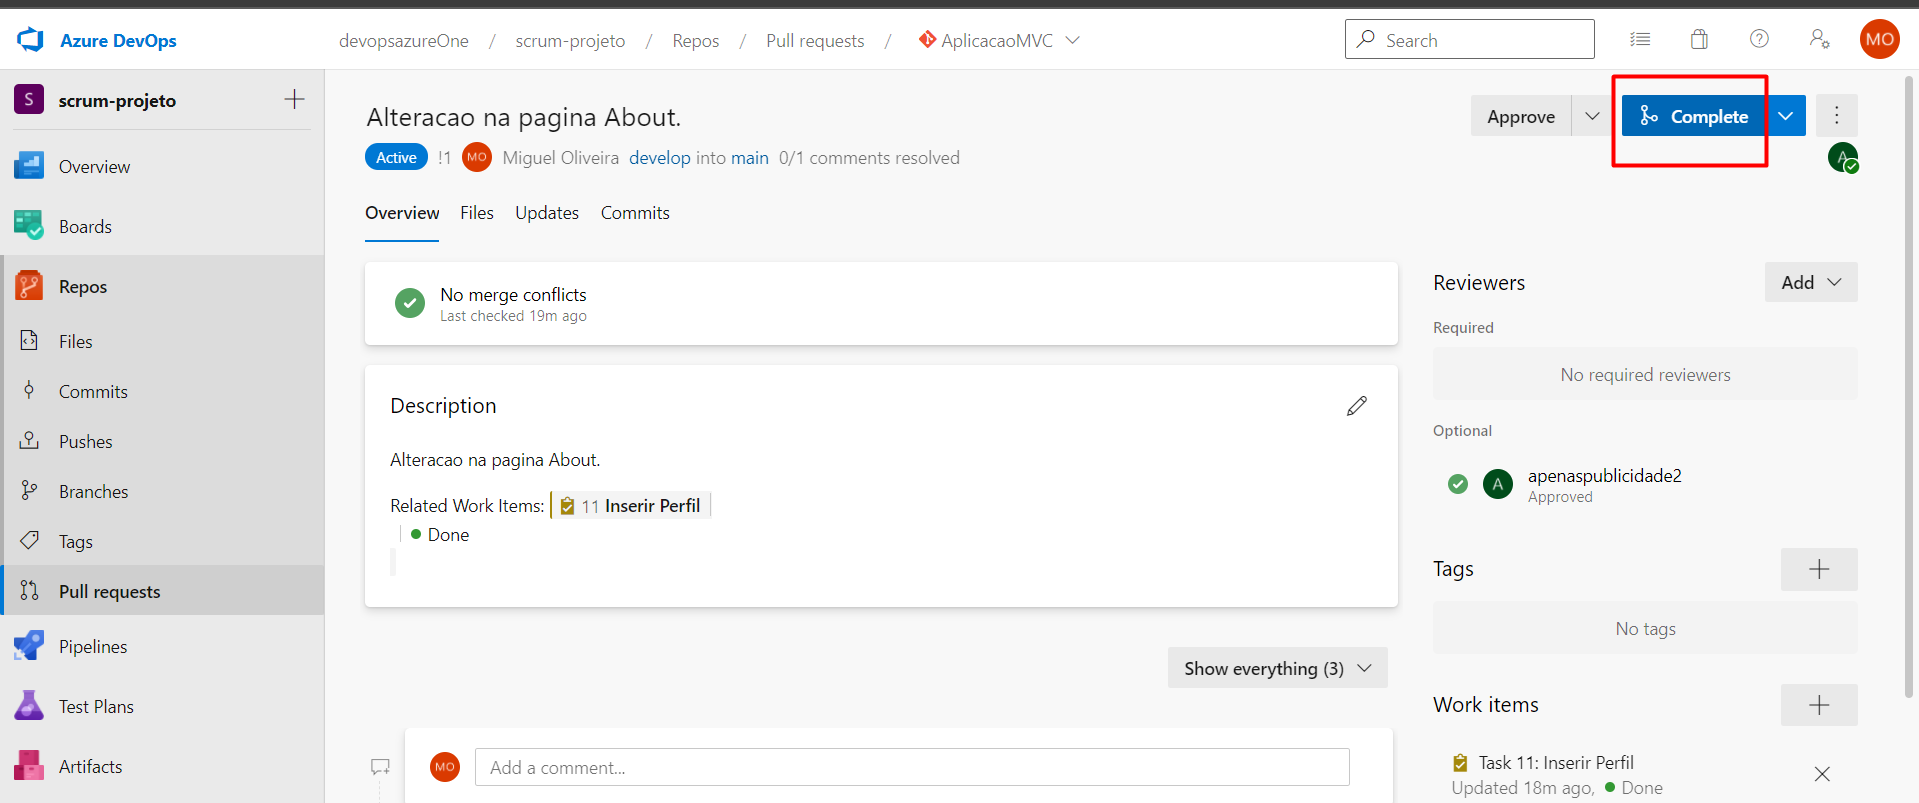 Azure DevOps
devopsazureOne / scrum-projeto / Repos / Pull requests / AplicacaoMVC
Search
MO
S scrum-projeto
Overview
Boards
Repos
Files
Commits
Pushes
Branches
Tags
Pull requests
Pipelines
Test Plans
Artifacts
Alteracao na pagina About.
Approve
Complete
Active !1 MO Miguel Oliveira develop into main 0/1 comments resolved
A
Overview Files Updates Commits
No merge conflicts
Last checked 19m ago
Description
Alteracao na pagina About.
Related Work Items: 11 Inserir Perfil
Done
Show everything (3)
MO Add a comment...
Reviewers
Add
Required
No required reviewers
Optional
A apenaspublicidade2
Approved
Tags
No tags
Work items
Task 11: Inserir Perfil
Updated 18m ago, Done